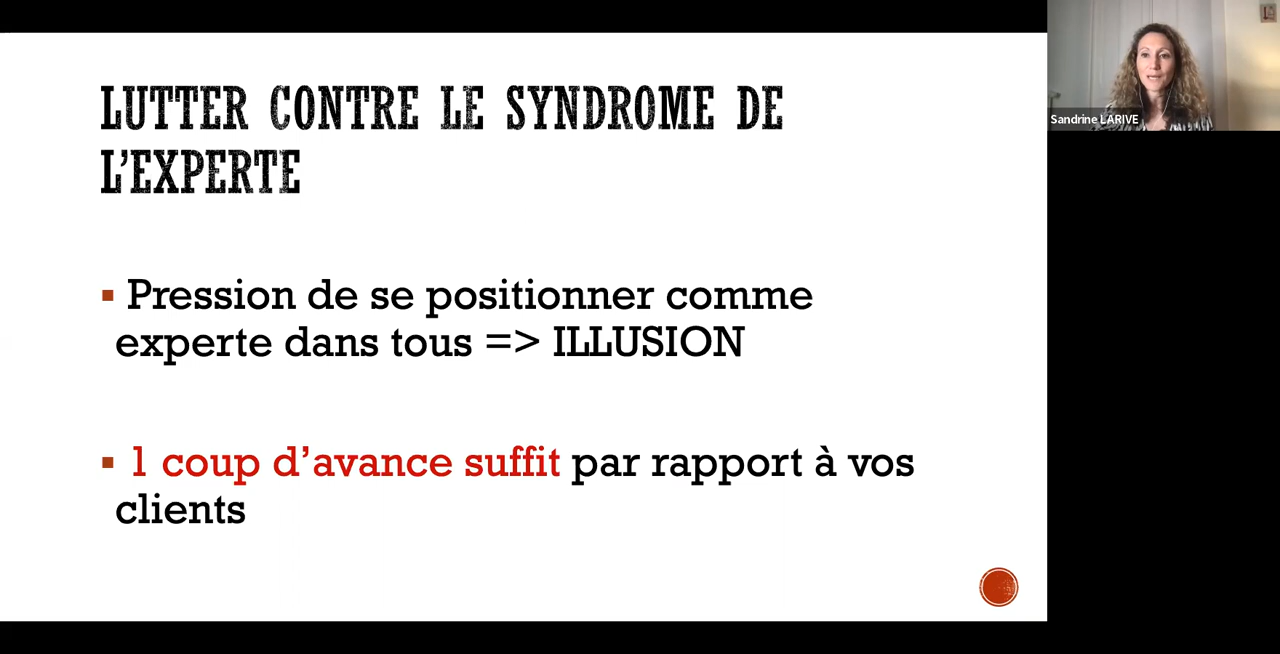 LUTTER CONTRE LE SYNDROME DE
L'EXPERTE
▪ Pression de se positionner comme
experte dans tous => ILLUSION
▪ 1 coup d'avance suffit par rapport à vos
clients
Sandrine LARIVE